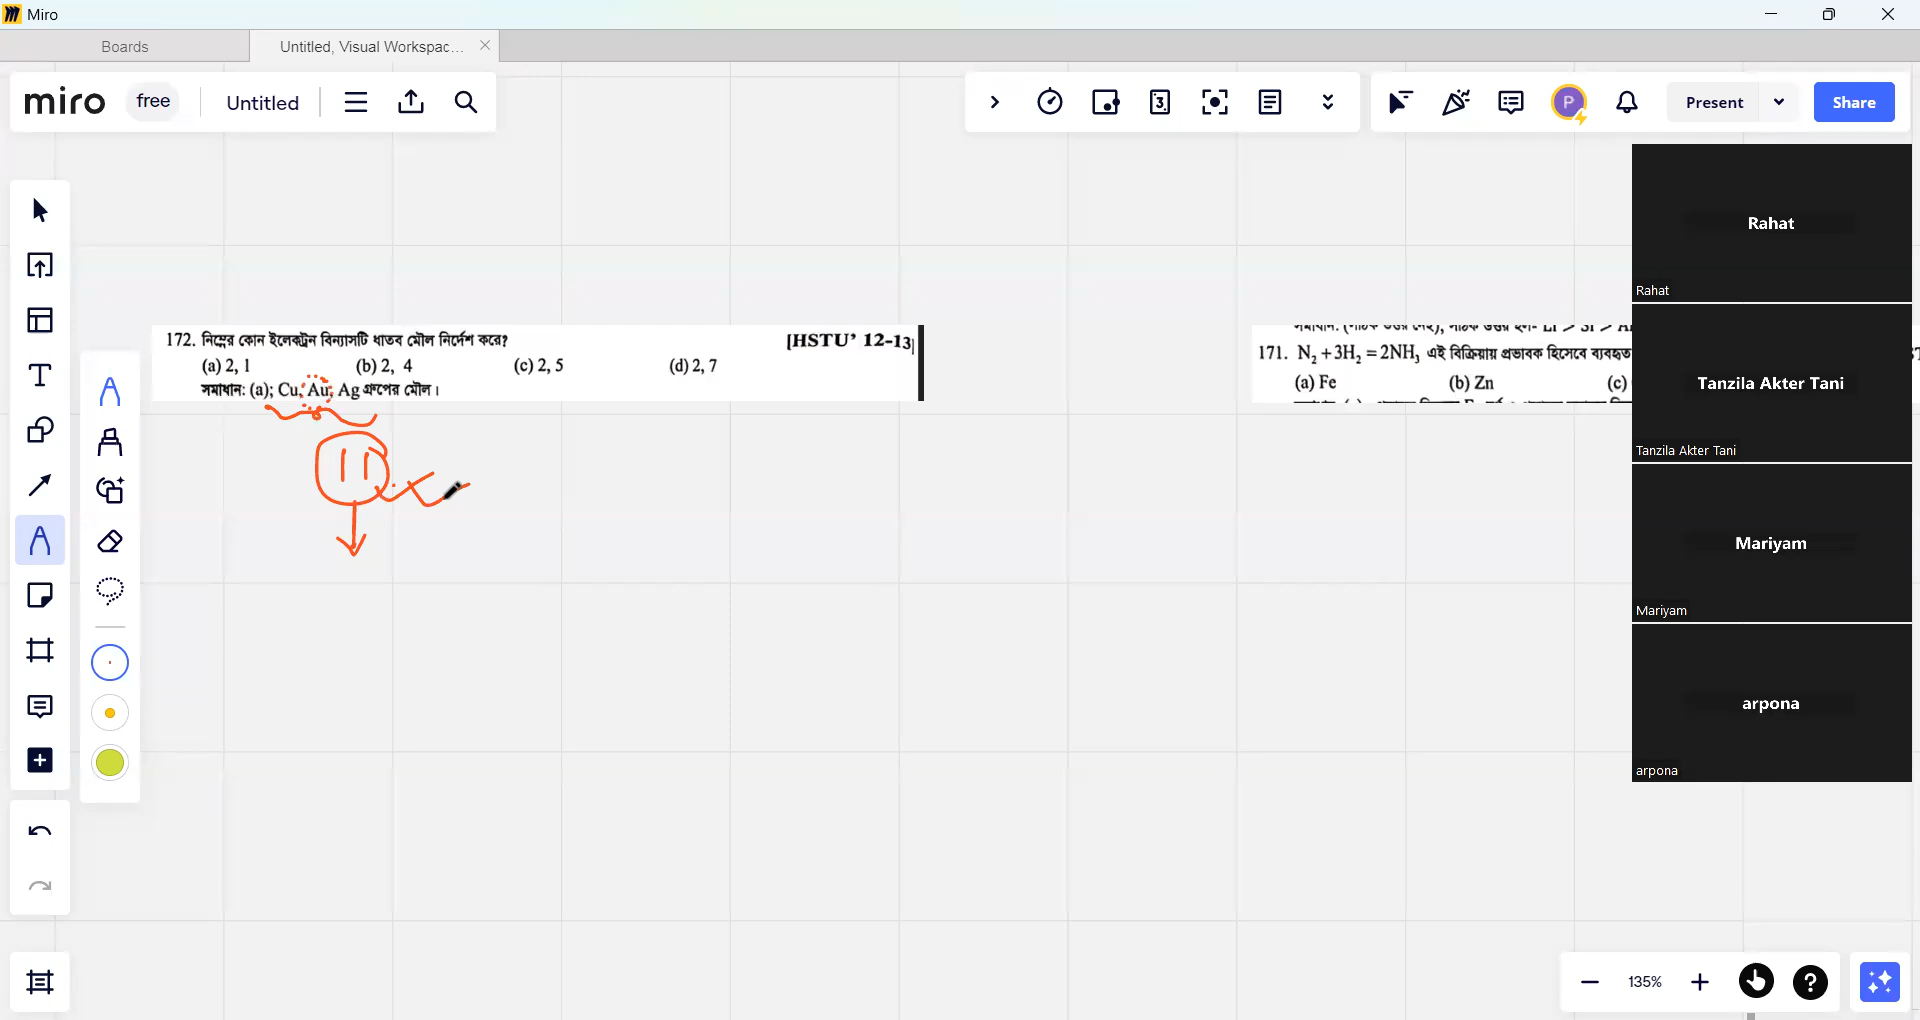 Miro
Boards
Untitled, Visual Workspac...
miro free Untitled
3
P
Present
Share
Rahat
Rahat
172. নিম্নের কোন ইলেকট্রন বিন্যাসটি ধাতব মৌল নির্দেশ করে? [HSTU' 12-13]
(a) 2, 1 (b) 2, 4 (c) 2, 5 (d) 2, 7
সমাধান: (a); Cu, Au, Ag গ্রুপের মৌল।
11
171. N₂ + 3H₂ = 2NH₃ এই বিক্রিয়ায় প্রভাবক হিসেবে ব্যবহৃত
(a) Fe (b) Zn (c)
Tanzila Akter Tani
Tanzila Akter Tani
Mariyam
Mariyam
arpona
arpona
135%